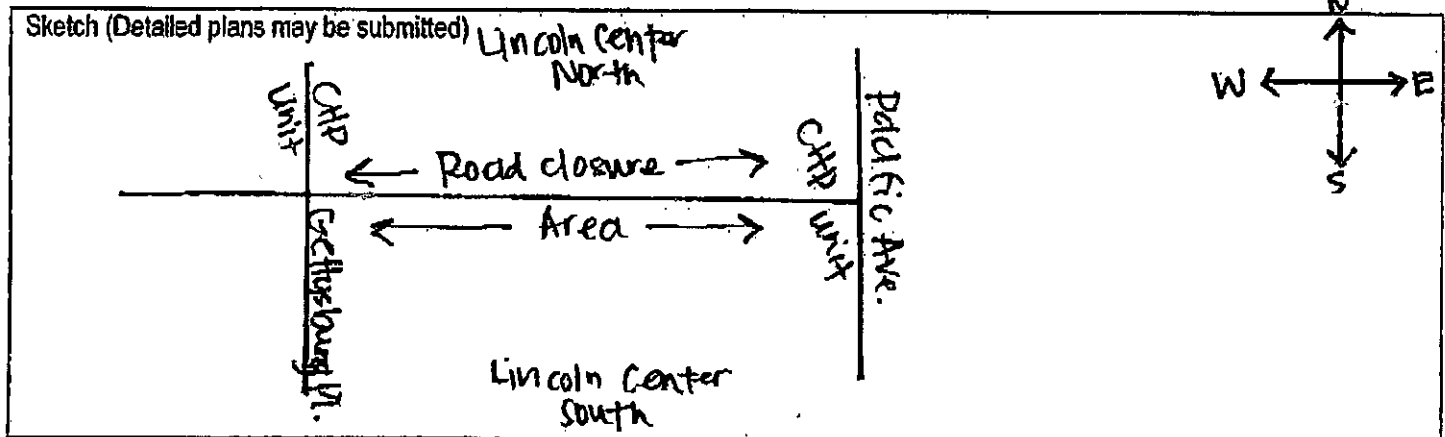 Sketch (Detailed plans may be submitted)
N
Lincoln Center
North
W
E
S
CHP
Unit
Road closure
Area
CHP
Unit
Pacific Ave.
Gettysburg Pl.
Lincoln Center
South